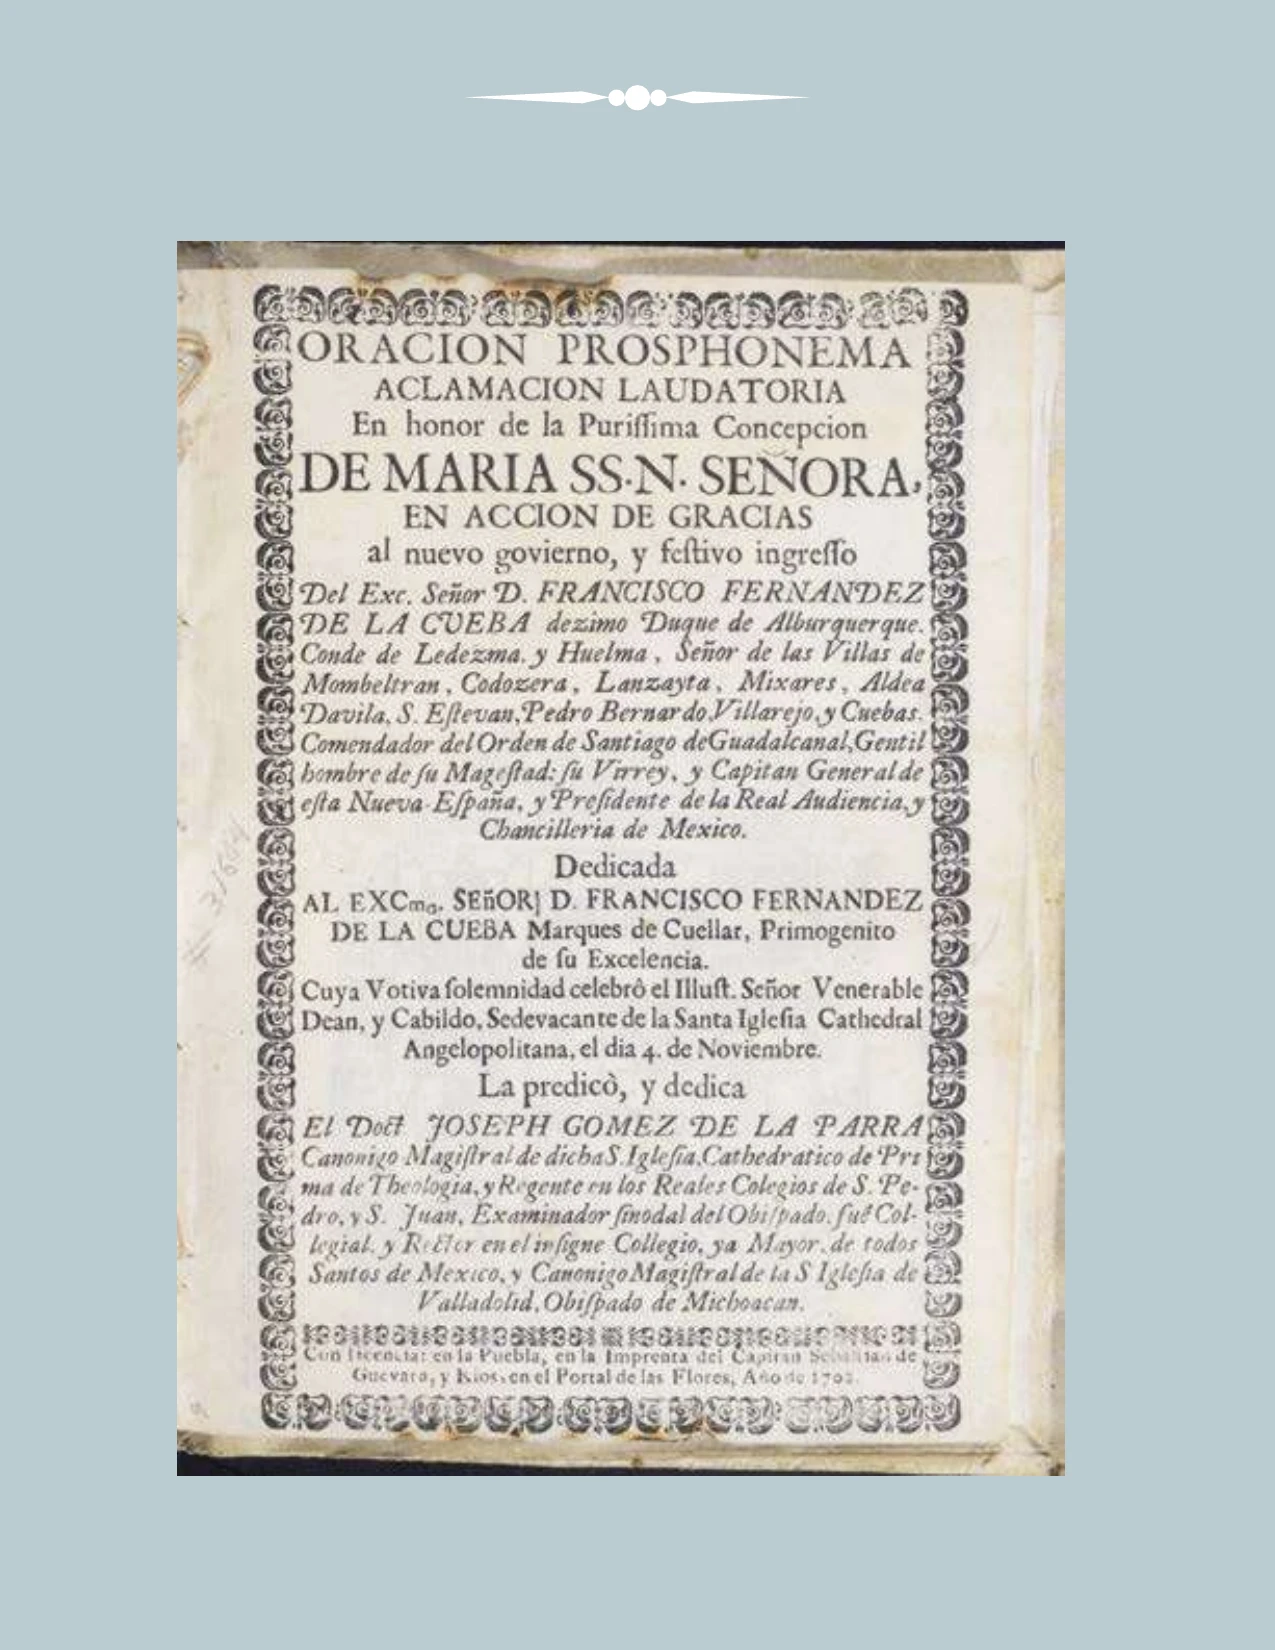 ORACION PROSPHONEMA
ACLAMACION LAUDATORIA
En honor de la Puriſſima Concepcion
DE MARIA SS.N. SEÑORA,
EN ACCION DE GRACIAS
al nuevo govierno, y feſtivo ingreſſo
Del Exc. Señor D. FRANCISCO FERNANDEZ
DE LA CUEBA dezimo Duque de Alburquerque.
Conde de Ledezma. y Huelma, Señor de las Villas de
Mombeltran, Codozera, Lanzayta, Mixares, Aldea
Davila, S. Eſtevan, Pedro Bernardo, Villarejo, y Cuebas.
Comendador del Orden de Santiago de Guadalcanal, Gentil
hombre de ſu Mageſtad: ſu Virrey, y Capitan General de
eſta Nueva-Eſpaña, y Preſidente de la Real Audiencia, y
Chancilleria de Mexico.
Dedicada
AL EXCmo. SEñOR D. FRANCISCO FERNANDEZ
DE LA CUEBA Marques de Cuellar, Primogenito
de ſu Excelencia.
Cuya Votiva ſolemnidad celebrò el Illuſt. Señor Venerable
Dean, y Cabildo, Sedevacante de la Santa Igleſia Cathedral
Angelopolitana, el dia 4. de Noviembre.
La predicò, y dedica
El Doct JOSEPH GOMEZ DE LA PARRA
Canonigo Magiſtral de dicha S. Igleſia, Cathedratico de Pri
ma de Theologia, y Regente en los Reales Colegios de S. Pe-
dro, y S. Juan, Examinador ſinodal del Obiſpado. fué Col-
legial. y Rector en el inſigne Collegio, ya Mayor, de todos
Santos de Mexico, y Canonigo Magiſtral de la S Igleſia de
Valladolid, Obiſpado de Michoacan.
Con licencia: en la Puebla, en la Imprenta del Capitan Sebastian de
Guevara, y Rios, en el Portal de las Flores, Año de